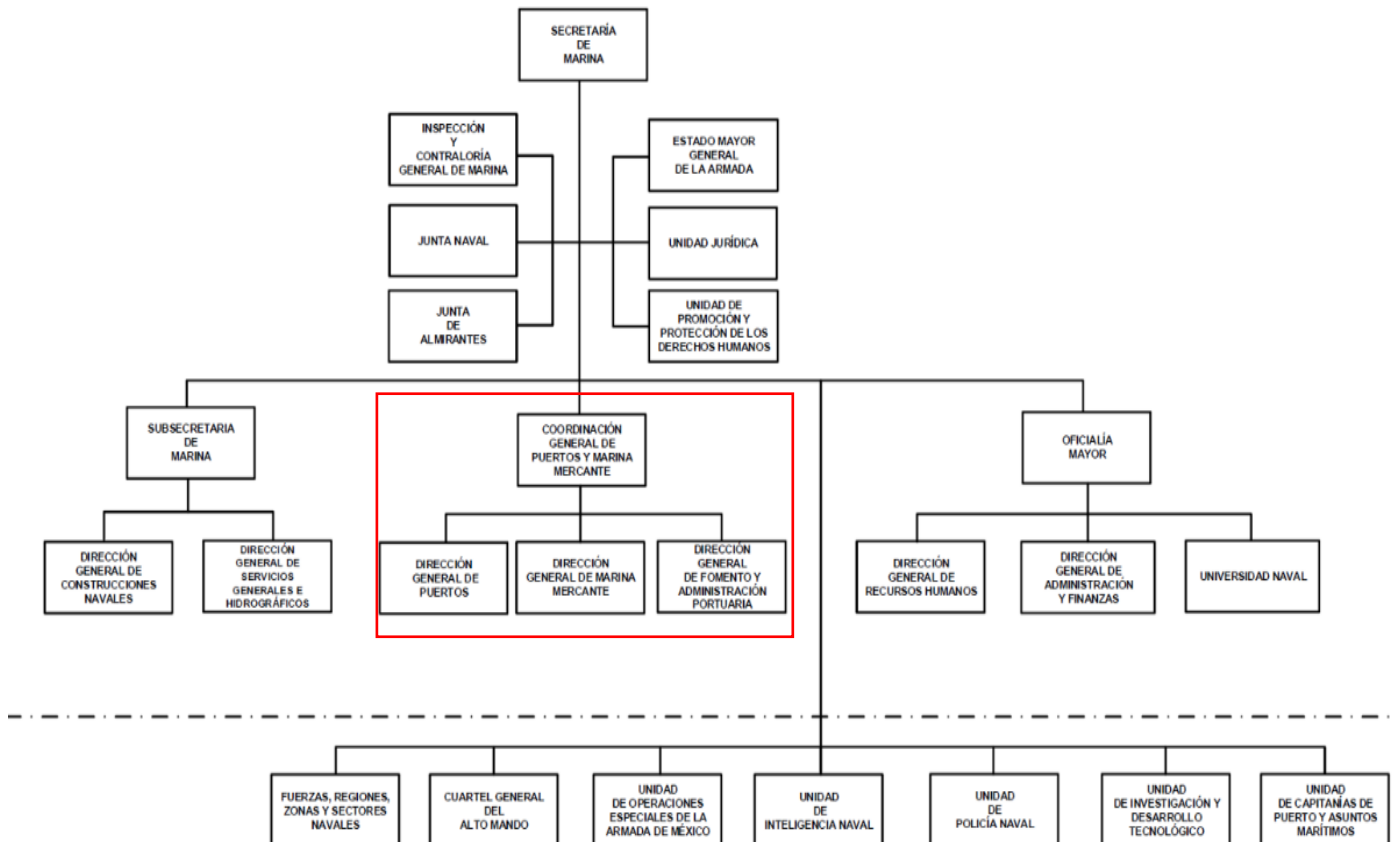 SECRETARÍA
DE
MARINA
INSPECCIÓN
Y
CONTRALORÍA
GENERAL DE MARINA
ESTADO MAYOR
GENERAL
DE LA ARMADA
JUNTA NAVAL
UNIDAD JURÍDICA
JUNTA
DE
ALMIRANTES
UNIDAD DE
PROMOCIÓN Y
PROTECCIÓN DE LOS
DERECHOS HUMANOS
SUBSECRETARIA
DE
MARINA
COORDINACIÓN
GENERAL DE
PUERTOS Y MARINA
MERCANTE
OFICIALÍA
MAYOR
DIRECCIÓN
GENERAL DE
CONSTRUCCIONES
NAVALES
DIRECCIÓN
GENERAL DE
SERVICIOS
GENERALES E
HIDROGRÁFICOS
DIRECCIÓN
GENERAL DE
PUERTOS
DIRECCIÓN
GENERAL DE MARINA
MERCANTE
DIRECCIÓN
GENERAL
DE FOMENTO Y
ADMINISTRACIÓN
PORTUARIA
DIRECCIÓN
GENERAL DE
RECURSOS HUMANOS
DIRECCIÓN
GENERAL DE
ADMINISTRACIÓN
Y FINANZAS
UNIVERSIDAD NAVAL
FUERZAS, REGIONES,
ZONAS Y SECTORES
NAVALES
CUARTEL GENERAL
DEL
ALTO MANDO
UNIDAD
DE OPERACIONES
ESPECIALES DE LA
ARMADA DE MÉXICO
UNIDAD
DE
INTELIGENCIA NAVAL
UNIDAD
DE
POLICÍA NAVAL
UNIDAD
DE INVESTIGACIÓN Y
DESARROLLO
TECNOLÓGICO
UNIDAD
DE CAPITANÍAS DE
PUERTO Y ASUNTOS
MARÍTIMOS